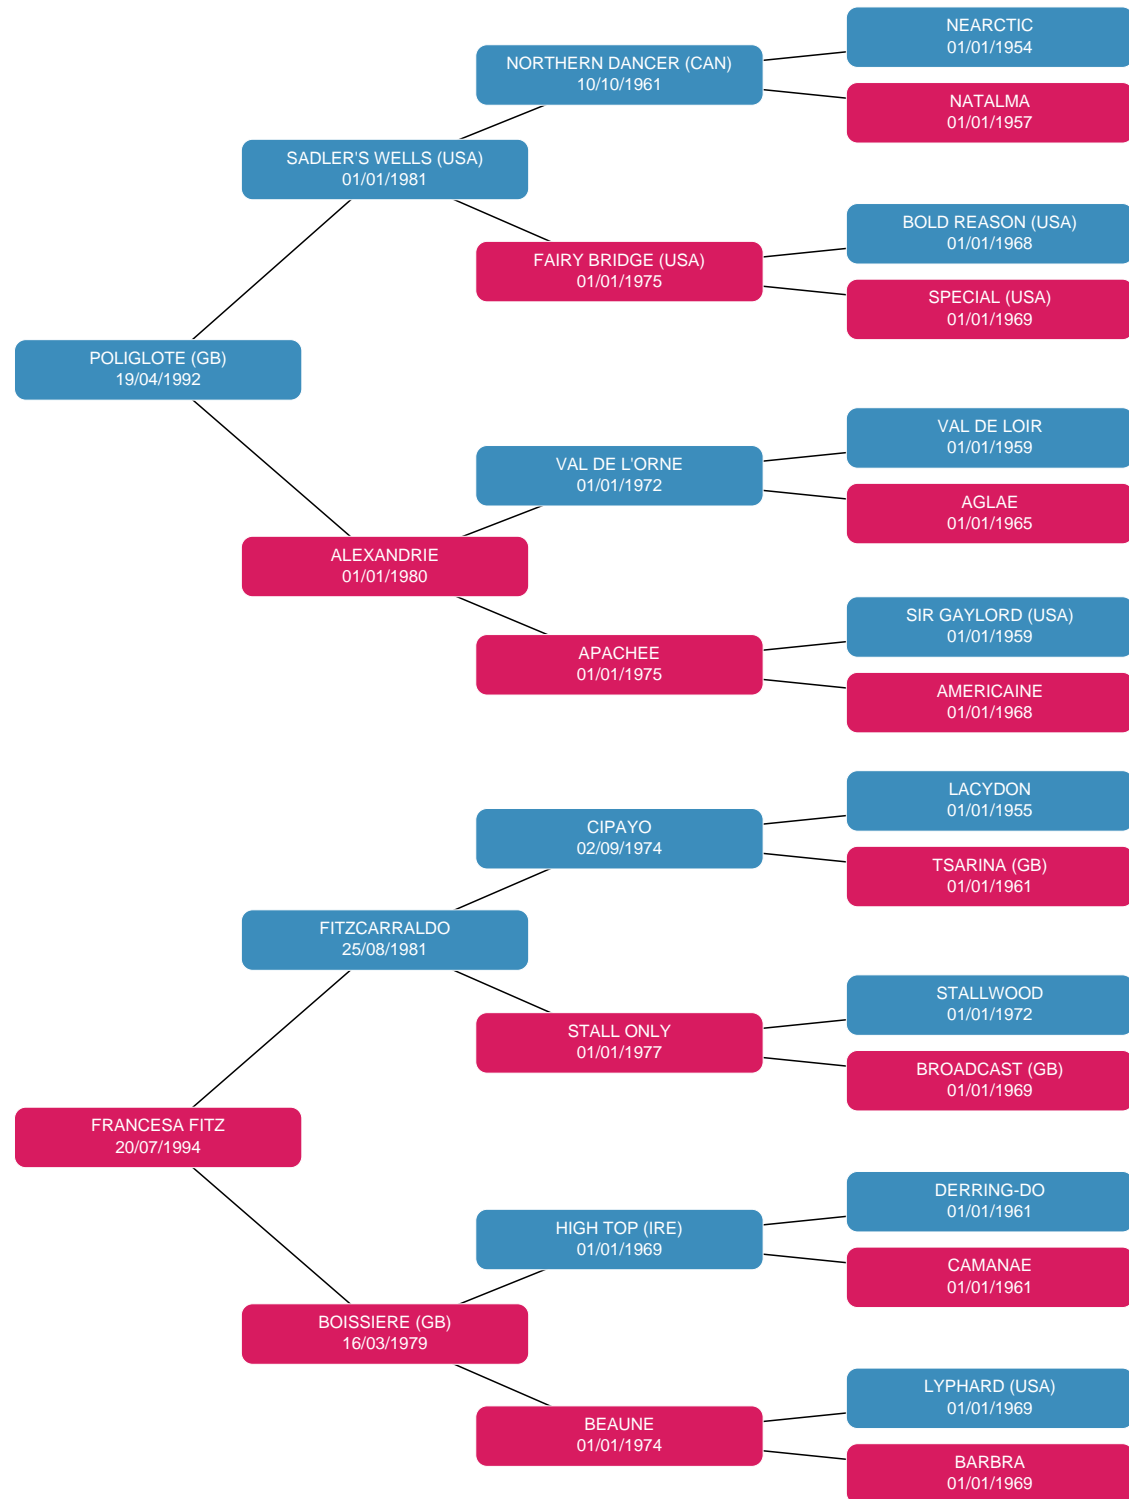 NEARCTIC
01/01/1954
NORTHERN DANCER (CAN)
10/10/1961
NATALMA
01/01/1957
SADLER'S WELLS (USA)
01/01/1981
BOLD REASON (USA)
01/01/1968
FAIRY BRIDGE (USA)
01/01/1975
SPECIAL (USA)
01/01/1969
POLIGLOTE (GB)
19/04/1992
VAL DE LOIR
01/01/1959
VAL DE L'ORNE
01/01/1972
AGLAE
01/01/1965
ALEXANDRIE
01/01/1980
SIR GAYLORD (USA)
01/01/1959
APACHEE
01/01/1975
AMERICAINE
01/01/1968
LACYDON
01/01/1955
CIPAYO
02/09/1974
TSARINA (GB)
01/01/1961
FITZCARRALDO
25/08/1981
STALLWOOD
01/01/1972
STALL ONLY
01/01/1977
BROADCAST (GB)
01/01/1969
FRANCESA FITZ
20/07/1994
DERRING-DO
01/01/1961
HIGH TOP (IRE)
01/01/1969
CAMANAE
01/01/1961
BOISSIERE (GB)
16/03/1979
LYPHARD (USA)
01/01/1969
BEAUNE
01/01/1974
BARBRA
01/01/1969